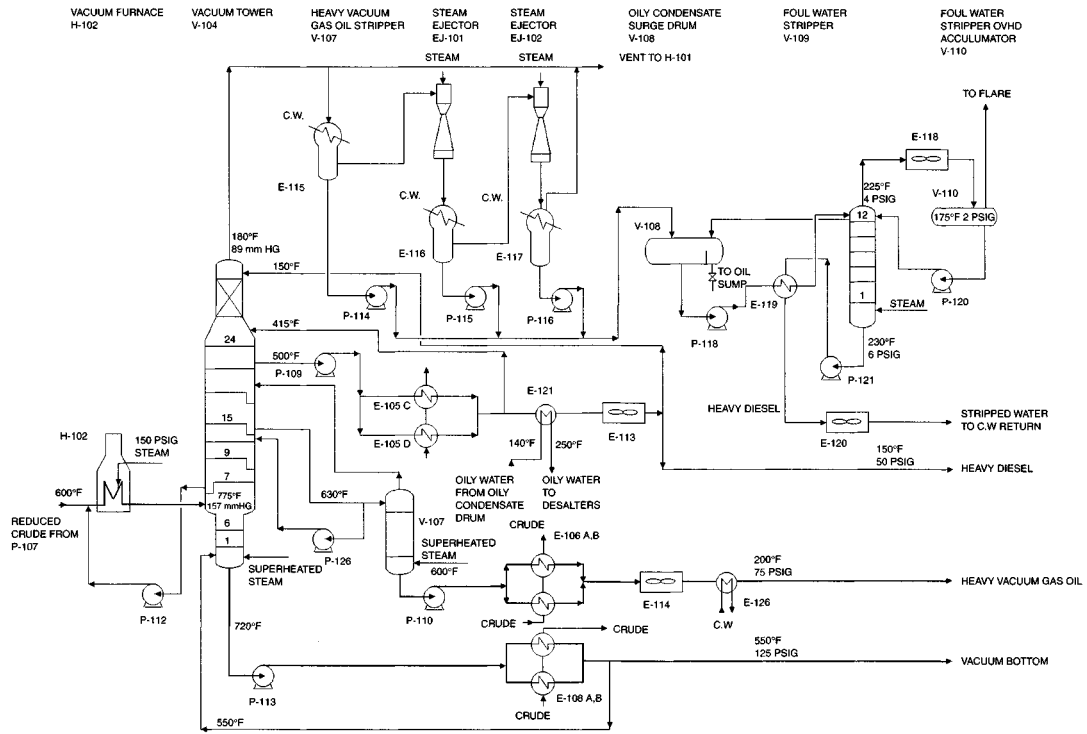 VACUUM FURNACE
H-102
VACUUM TOWER
V-104
HEAVY VACUUM
GAS OIL STRIPPER
V-107
STEAM
EJECTOR
EJ-101
STEAM
EJECTOR
EJ-102
OILY CONDENSATE
SURGE DRUM
V-108
FOUL WATER
STRIPPER
V-109
FOUL WATER
STRIPPER OVHD
ACCULUMATOR
V-110
STEAM
STEAM
VENT TO H-101
TO FLARE
C.W.
E-115
C.W.
C.W.
E-118
225°F
4 PSIG
V-110
175°F 2 PSIG
12
E-116
E-117
V-108
180°F
89 mm HG
150°F
TO OIL
SUMP
E-119
1
STEAM
P-120
P-114
P-115
P-116
P-118
230°F
6 PSIG
P-121
415°F
24
500°F
P-109
E-105 C
E-105 D
E-121
140°F
250°F
E-113
HEAVY DIESEL
E-120
STRIPPED WATER
TO C.W RETURN
150°F
50 PSIG
HEAVY DIESEL
15
9
7
775°F
157 mmHG
6
1
H-102
150 PSIG
STEAM
600°F
REDUCED
CRUDE FROM
P-107
OILY WATER
FROM OILY
CONDENSATE
DRUM
OILY WATER
TO
DESALTERS
630°F
V-107
P-126
SUPERHEATED
STEAM
600°F
CRUDE
E-106 A,B
SUPERHEATED
STEAM
P-112
P-110
CRUDE
E-114
E-126
C.W
200°F
75 PSIG
HEAVY VACUUM GAS OIL
720°F
CRUDE
550°F
125 PSIG
VACUUM BOTTOM
P-113
E-108 A,B
CRUDE
550°F